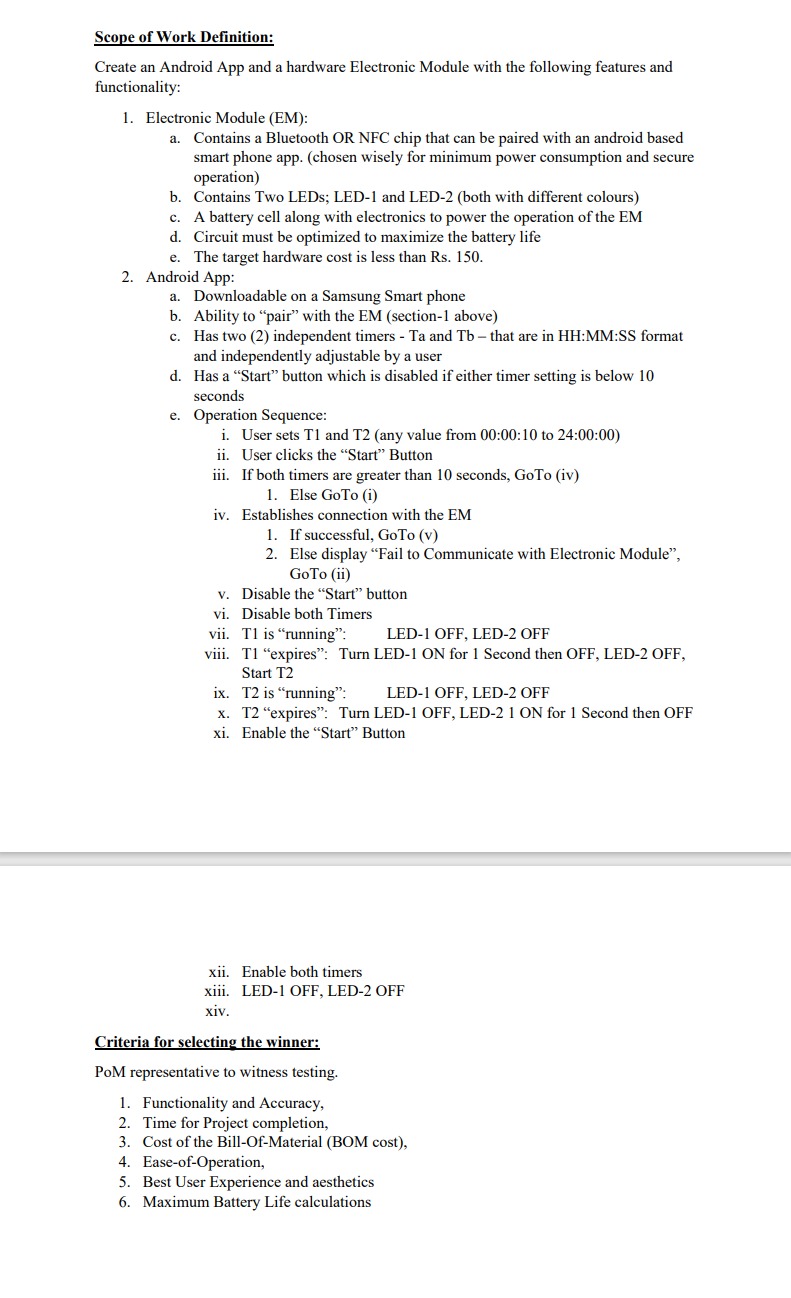 Scope of Work Definition:
Create an Android App and a hardware Electronic Module with the following features and
functionality:
1. Electronic Module (EM):
a. Contains a Bluetooth OR NFC chip that can be paired with an android based
smart phone app. (chosen wisely for minimum power consumption and secure
operation)
b. Contains Two LEDs; LED-1 and LED-2 (both with different colours)
c. A battery cell along with electronics to power the operation of the EM
d. Circuit must be optimized to maximize the battery life
e. The target hardware cost is less than Rs. 150.
2. Android App:
a. Downloadable on a Samsung Smart phone
b. Ability to “pair” with the EM (section-1 above)
c. Has two (2) independent timers - Ta and Tb – that are in HH:MM:SS format
and independently adjustable by a user
d. Has a “Start” button which is disabled if either timer setting is below 10
seconds
e. Operation Sequence:
i. User sets T1 and T2 (any value from 00:00:10 to 24:00:00)
ii. User clicks the “Start” Button
iii. If both timers are greater than 10 seconds, GoTo (iv)
1. Else GoTo (i)
iv. Establishes connection with the EM
1. If successful, GoTo (v)
2. Else display “Fail to Communicate with Electronic Module”,
GoTo (ii)
v. Disable the “Start” button
vi. Disable both Timers
vii. T1 is “running”: LED-1 OFF, LED-2 OFF
viii. T1 “expires”: Turn LED-1 ON for 1 Second then OFF, LED-2 OFF,
Start T2
ix. T2 is “running”: LED-1 OFF, LED-2 OFF
x. T2 “expires”: Turn LED-1 OFF, LED-2 1 ON for 1 Second then OFF
xi. Enable the “Start” Button
xii. Enable both timers
xiii. LED-1 OFF, LED-2 OFF
xiv.
Criteria for selecting the winner:
PoM representative to witness testing.
1. Functionality and Accuracy,
2. Time for Project completion,
3. Cost of the Bill-Of-Material (BOM cost),
4. Ease-of-Operation,
5. Best User Experience and aesthetics
6. Maximum Battery Life calculations